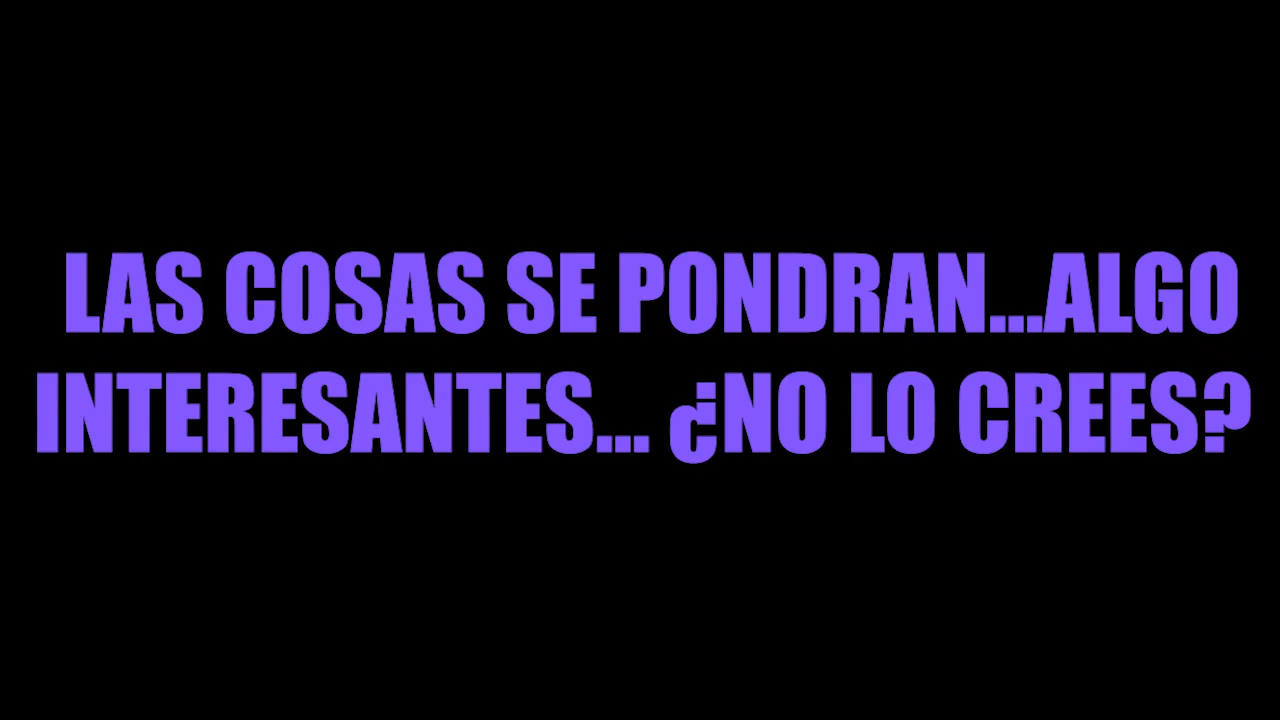 LAS COSAS SE PONDRAN...ALGO
INTERESANTES... ¿NO LO CREES?